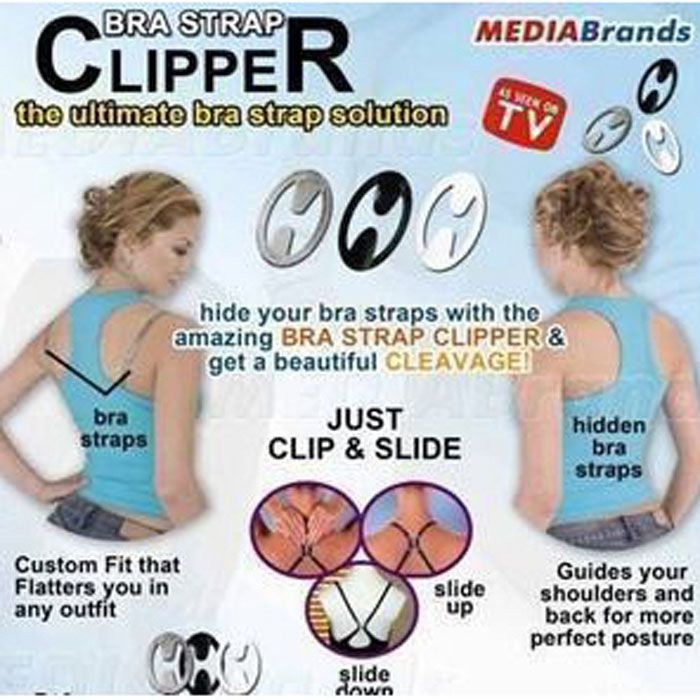 BRA STRAP
CLIPPER
the ultimate bra strap solution
MEDIABrands
AS SEEN ON
TV
hide your bra straps with the
amazing BRA STRAP CLIPPER &
get a beautiful CLEAVAGE!
bra
straps
JUST
CLIP & SLIDE
hidden
bra
straps
Custom Fit that
Flatters you in
any outfit
slide
up
slide
down
Guides your
shoulders and
back for more
perfect posture